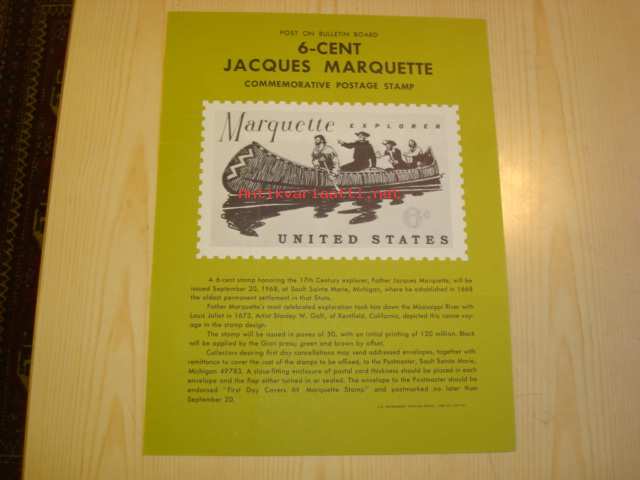 POST ON BULLETIN BOARD
6-CENT
JACQUES MARQUETTE
COMMEMORATIVE POSTAGE STAMP
Marquette EXPLORER
Antikvariaatti.net
6c
UNITED STATES
A 6-cent stamp honoring the 17th Century explorer, Father Jacques Marquette, will be
issued September 20, 1968, at Sault Sainte Marie, Michigan, where he established in 1668
the oldest permanent settlement in that State.
Father Marquette's most celebrated exploration took him down the Mississippi River with
Louis Joliet in 1673. Artist Stanley W. Galli, of Kentfield, California, depicted this canoe voy-
age in the stamp design.
The stamp will be issued in panes of 50, with an initial printing of 120 million. Black
will be applied by the Giori press; green and brown by offset.
Collectors desiring first day cancellations may send addressed envelopes, together with
remittance to cover the cost of the stamps to be affixed, to the Postmaster, Sault Sainte Marie,
Michigan 49783. A close-fitting enclosure of postal card thickness should be placed in each
envelope and the flap either turned in or sealed. The envelope to the Postmaster should be
endorsed "First Day Covers 6¢ Marquette Stamp," and postmarked no later than
September 20.